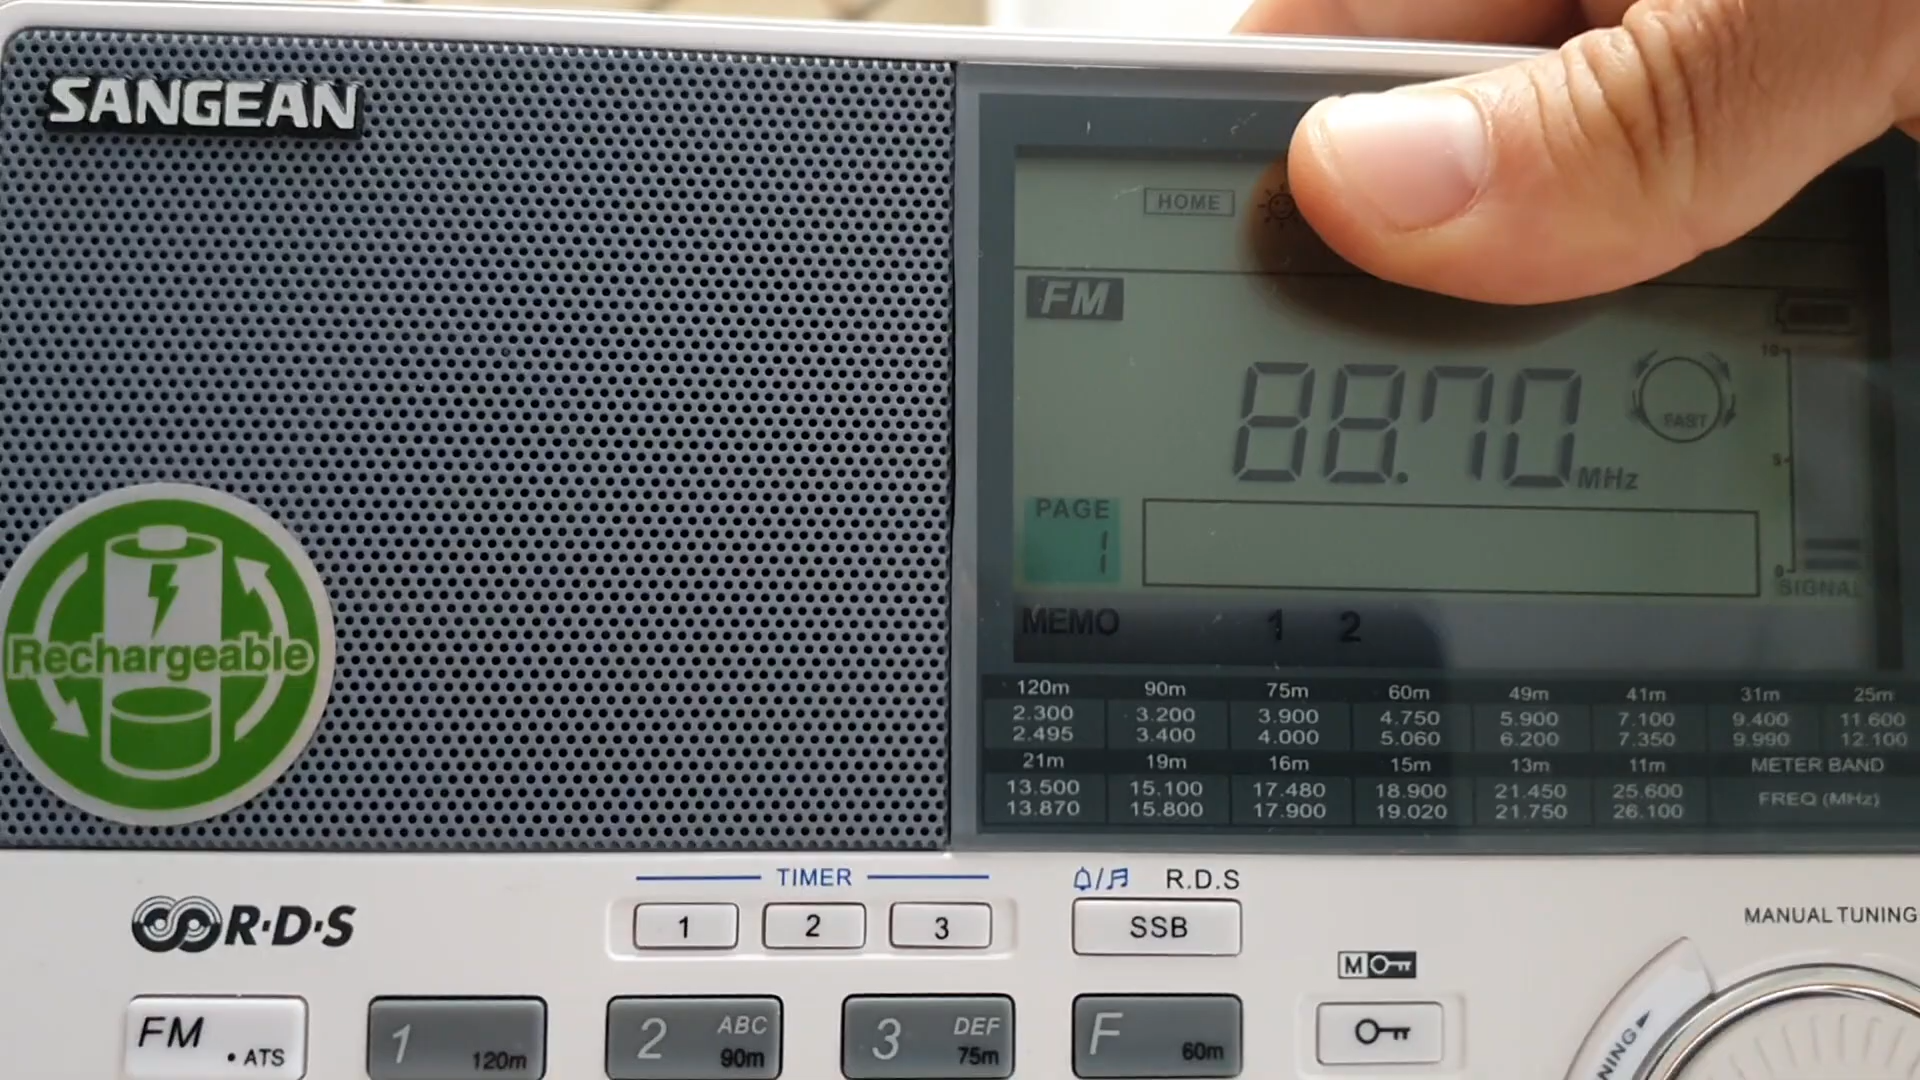 SANGEAN
HOME
FM
88.70 MHz
FAST
10
5
0
SIGNAL
PAGE
1
MEMO 1 2
Rechargeable
120m 90m 75m 60m 49m 41m 31m 25m
2.300 3.200 3.900 4.750 5.900 7.100 9.400 11.600
2.495 3.400 4.000 5.060 6.200 7.350 9.990 12.100
21m 19m 16m 15m 13m 11m METER BAND
13.500 15.100 17.480 18.900 21.450 25.600 FREQ (MHz)
13.870 15.800 17.900 19.020 21.750 26.100
TIMER
R.D.S
R·D·S
1 2 3 SSB
MANUAL TUNING
M
FM • ATS
1 120m
2 ABC 90m
3 DEF 75m
F 60m